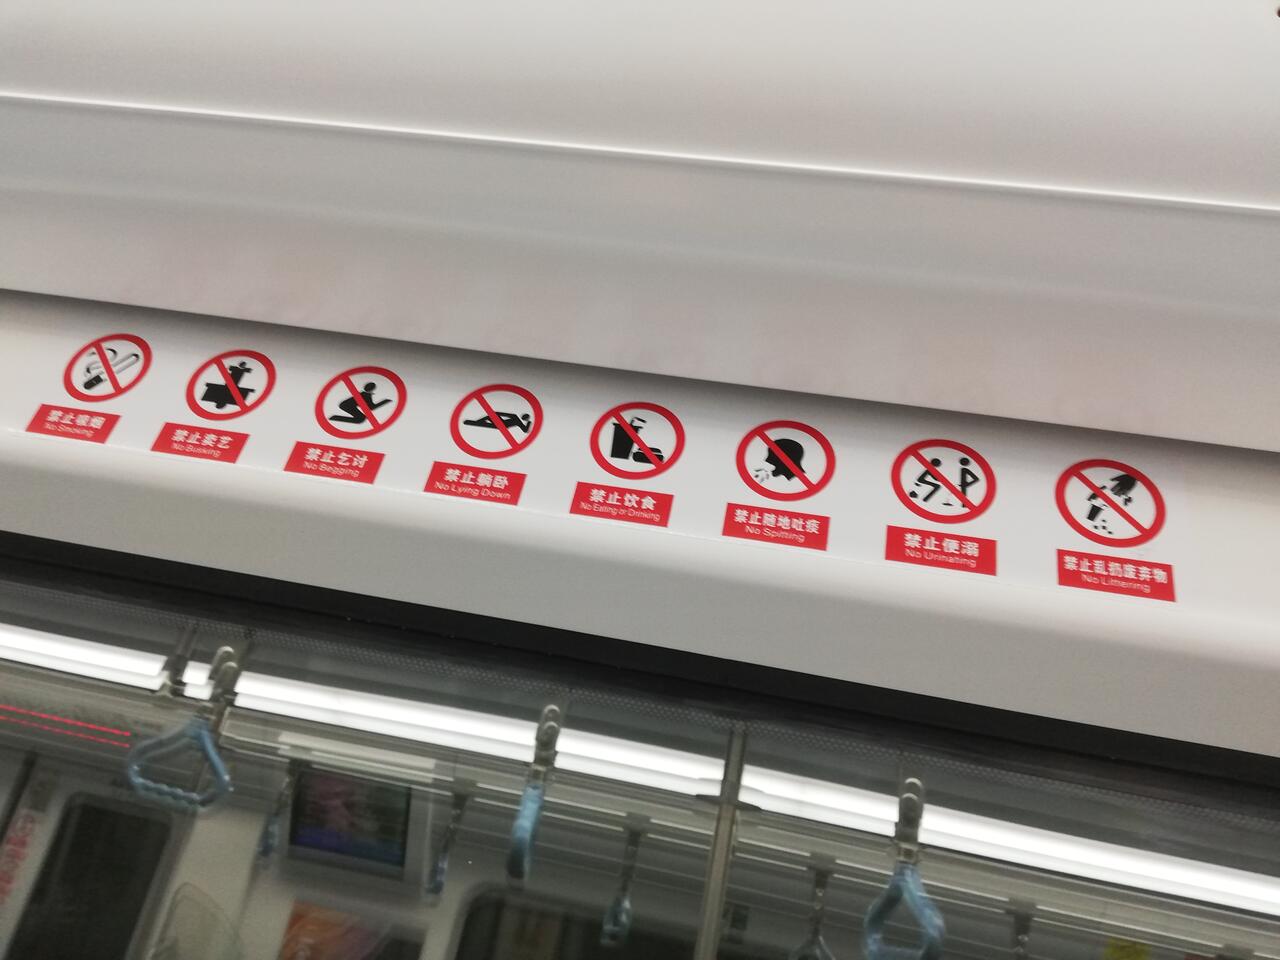 禁止吸烟
No Smoking
禁止卖艺
No Busking
禁止乞讨
No Begging
禁止躺卧
No Lying Down
禁止饮食
No Eating or Drinking
禁止随地吐痰
No Spitting
禁止便溺
No Urinating
禁止乱扔废弃物
No Littering